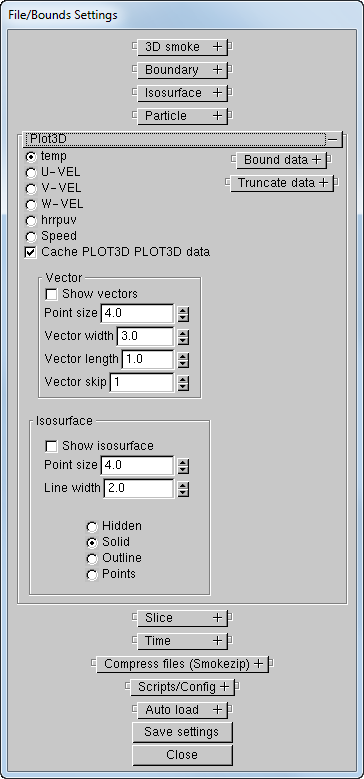 File/Bounds Settings
3D smoke +
Boundary +
Isosurface +
Particle +
Plot3D −
temp
Bound data +
U-VEL
Truncate data +
V-VEL
W-VEL
hrrpuv
Speed
Cache PLOT3D PLOT3D data
Vector
Show vectors
Point size 4.0
Vector width 3.0
Vector length 1.0
Vector skip 1
Isosurface
Show isosurface
Point size 4.0
Line width 2.0
Hidden
Solid
Outline
Points
Slice +
Time +
Compress files (Smokezip) +
Scripts/Config +
Auto load +
Save settings
Close